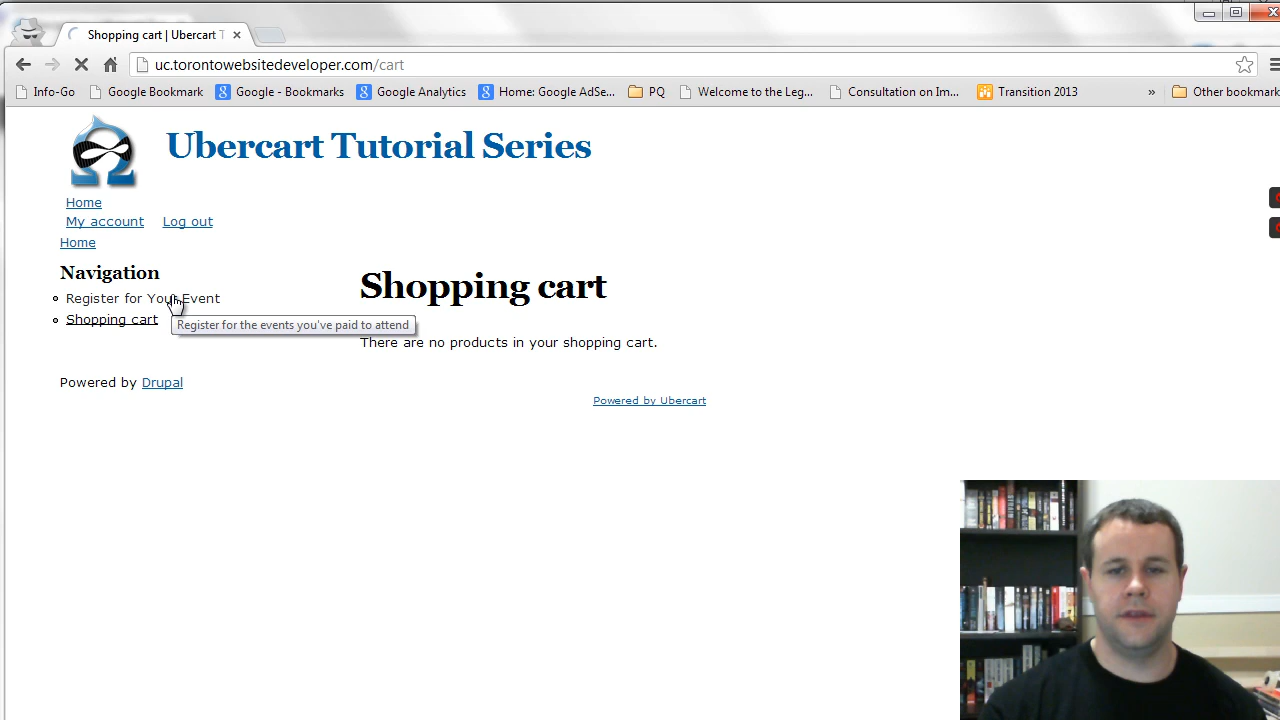 Shopping cart | Ubercart T
uc.torontowebsitedeveloper.com/cart
Info-Go Google Bookmark Google - Bookmarks Google Analytics Home: Google AdSe... PQ Welcome to the Leg... Consultation on Im... Transition 2013 » Other bookmark
Ubercart Tutorial Series
Home
My account Log out
Home
Navigation
Register for Your Event
Shopping cart
Register for the events you've paid to attend
Powered by Drupal
Shopping cart
There are no products in your shopping cart.
Powered by Ubercart